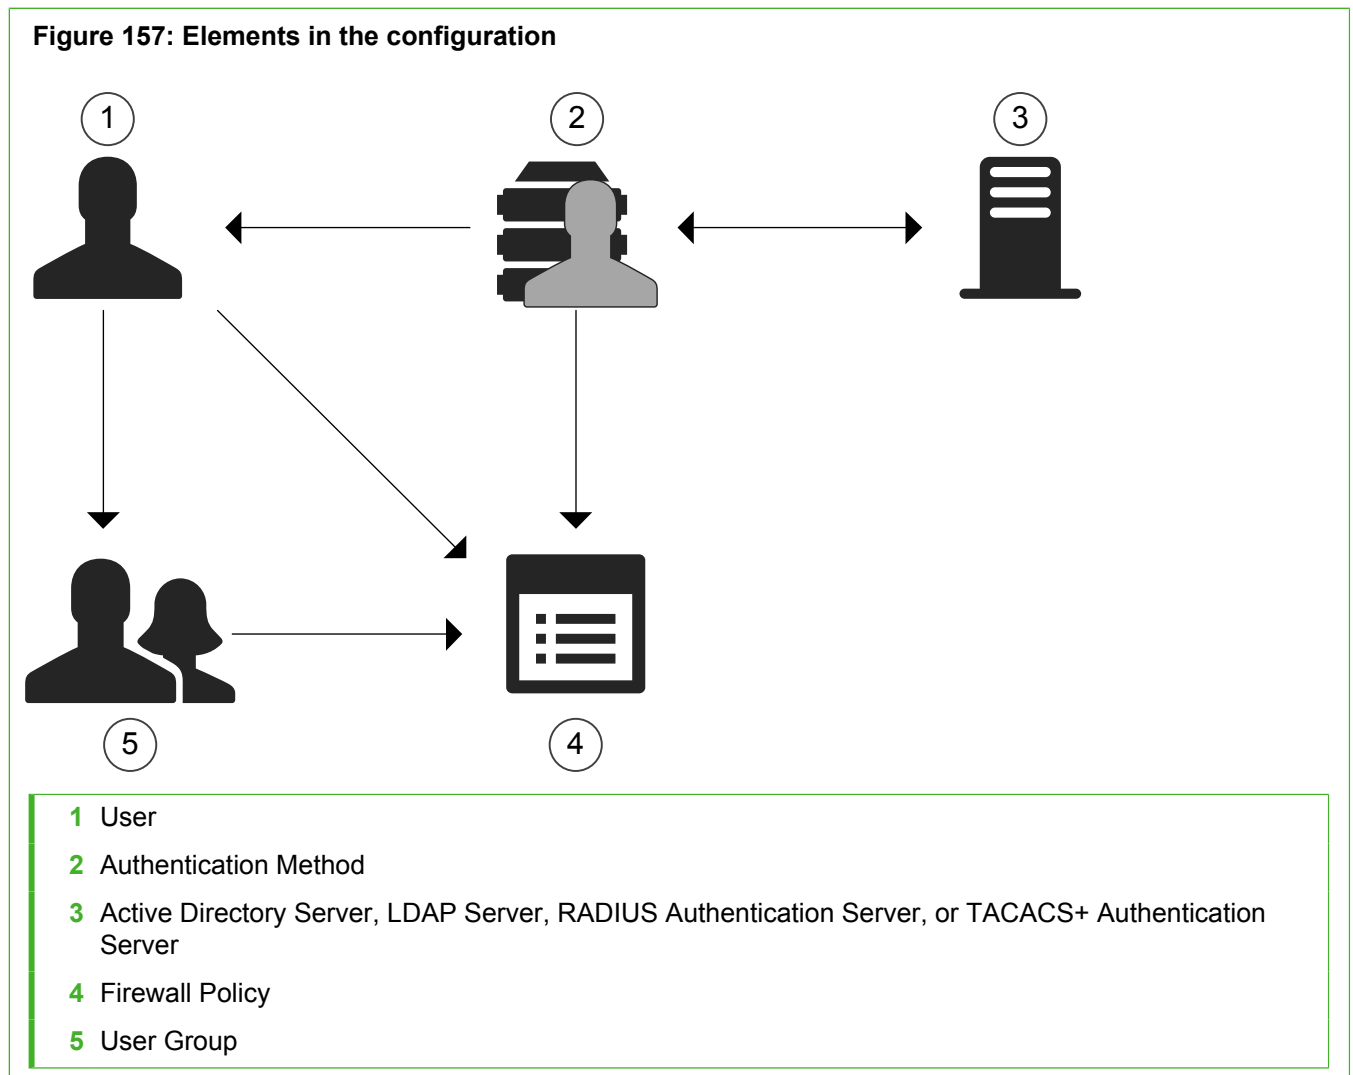 Figure 157: Elements in the configuration
1
2
3
5
4
1 User
2 Authentication Method
3 Active Directory Server, LDAP Server, RADIUS Authentication Server, or TACACS+ Authentication
Server
4 Firewall Policy
5 User Group